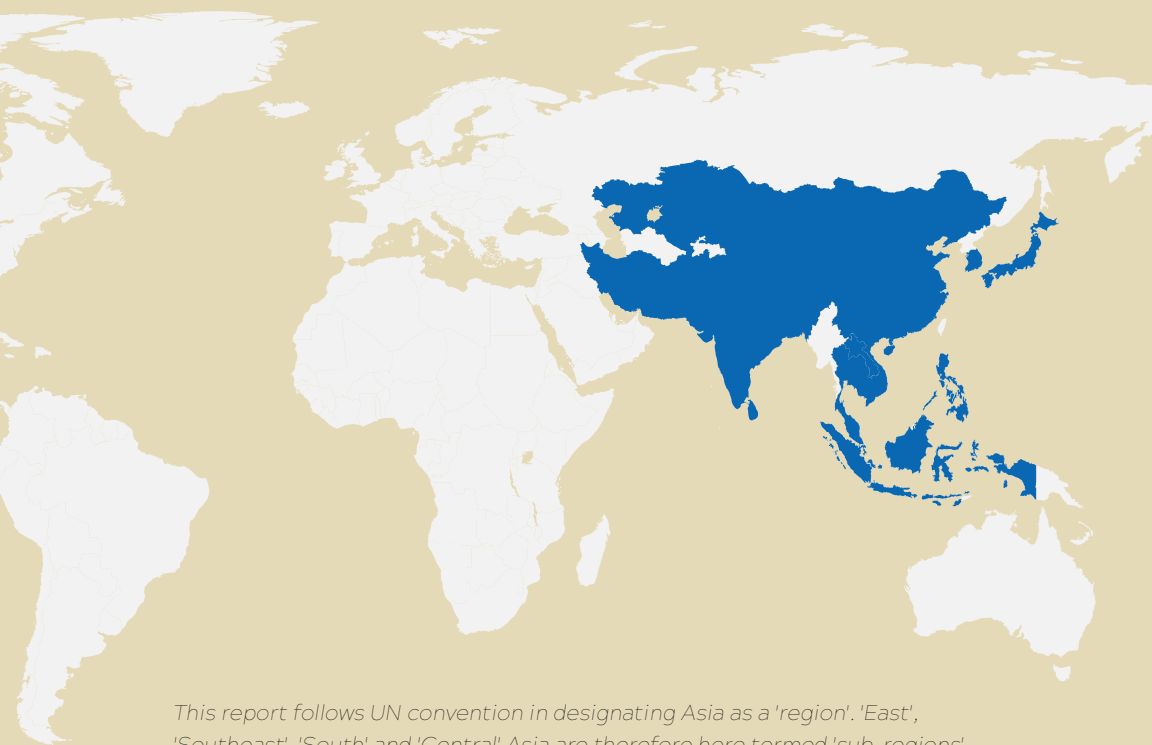 This report follows UN convention in designating Asia as a 'region'. 'East',
'Southeast', 'South' and 'Central' Asia are therefore here termed 'sub-regions'